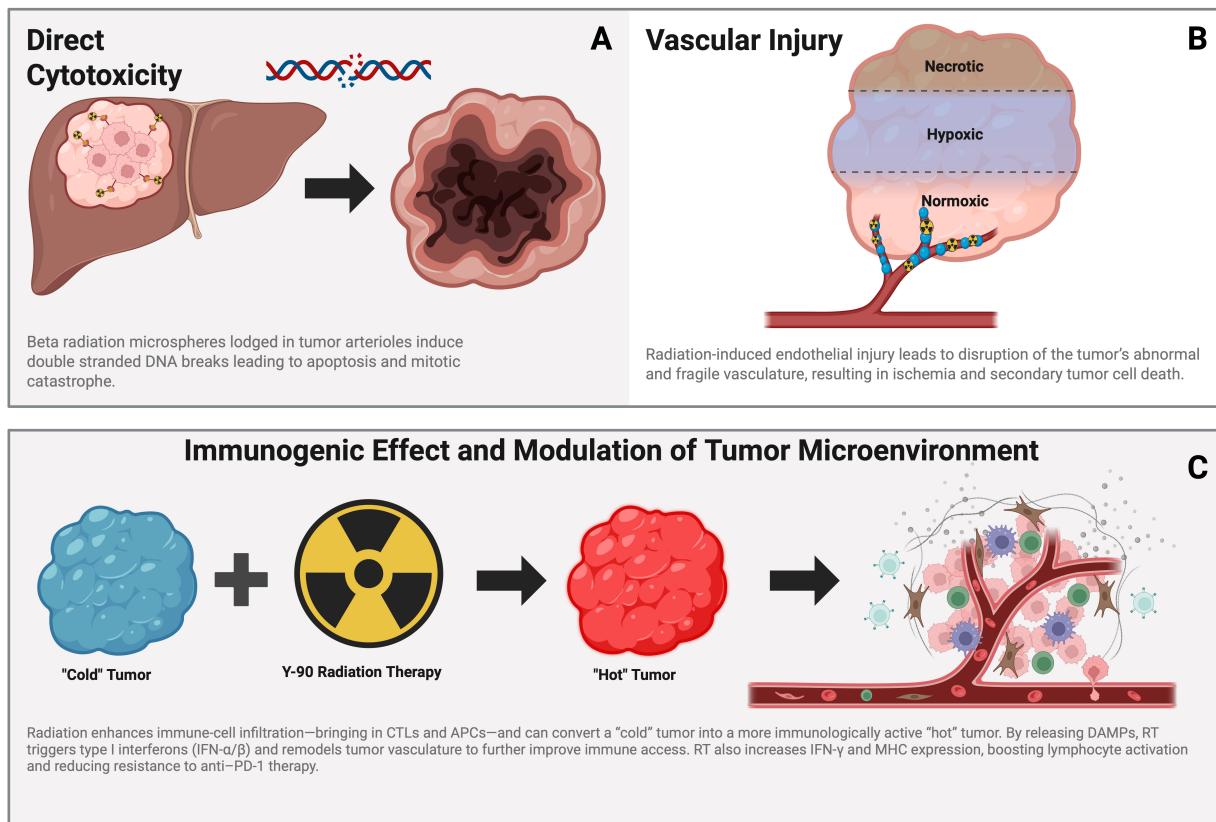 Direct
Cytotoxicity
A
Beta radiation microspheres lodged in tumor arterioles induce
double stranded DNA breaks leading to apoptosis and mitotic
catastrophe.
Vascular Injury
B
Necrotic
Hypoxic
Normoxic
Radiation-induced endothelial injury leads to disruption of the tumor's abnormal
and fragile vasculature, resulting in ischemia and secondary tumor cell death.
Immunogenic Effect and Modulation of Tumor Microenvironment
C
"Cold" Tumor
Y-90 Radiation Therapy
"Hot" Tumor
Radiation enhances immune-cell infiltration—bringing in CTLs and APCs—and can convert a “cold” tumor into a more immunologically active “hot” tumor. By releasing DAMPs, RT
triggers type I interferons (IFN-α/β) and remodels tumor vasculature to further improve immune access. RT also increases IFN-γ and MHC expression, boosting lymphocyte activation
and reducing resistance to anti–PD-1 therapy.